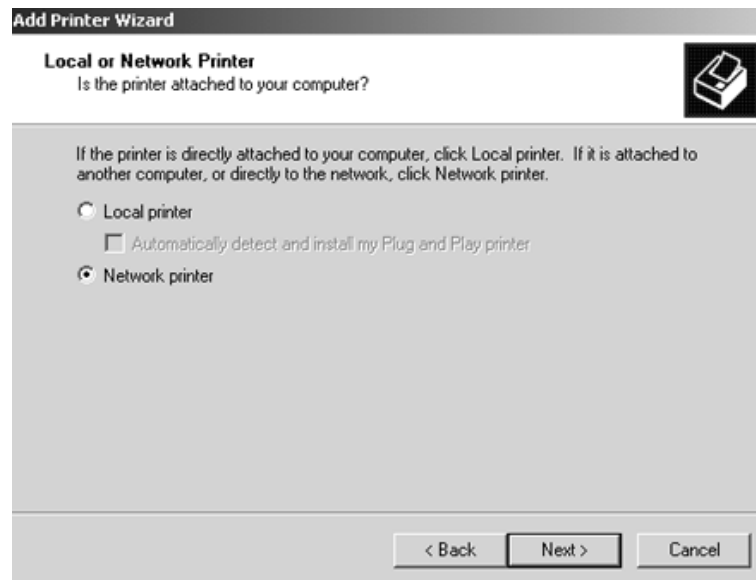 Add Printer Wizard
Local or Network Printer
Is the printer attached to your computer?
If the printer is directly attached to your computer, click Local printer. If it is attached to
another computer, or directly to the network, click Network printer.
Local printer
Automatically detect and install my Plug and Play printer
Network printer
< Back
Next >
Cancel